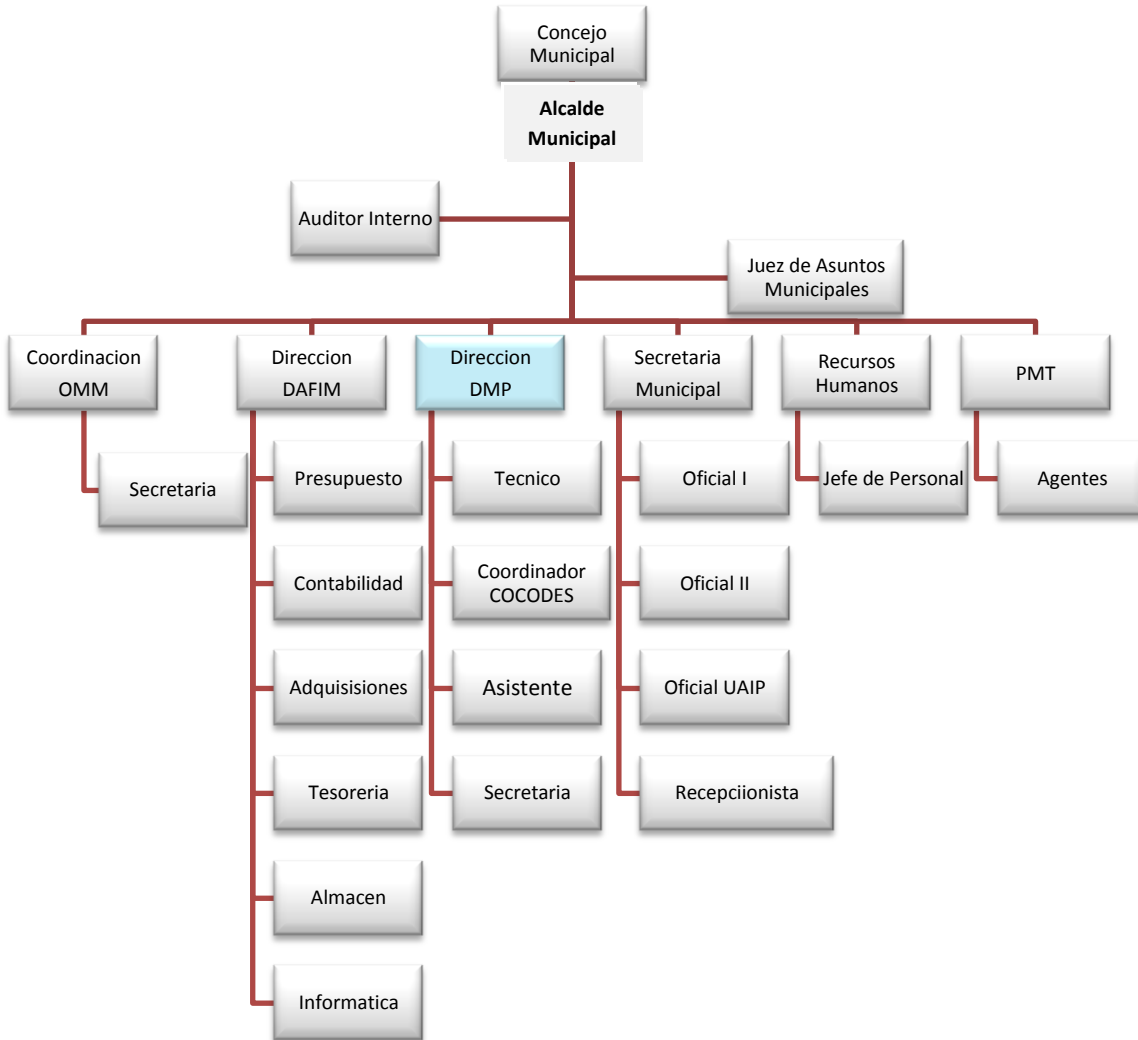 Concejo
Municipal
Alcalde
Municipal
Auditor Interno
Juez de Asuntos
Municipales
Coordinacion
OMM
Direccion
DAFIM
Direccion
DMP
Secretaria
Municipal
Recursos
Humanos
PMT
Secretaria
Presupuesto
Contabilidad
Adquisisiones
Tesoreria
Almacen
Informatica
Tecnico
Coordinador
COCODES
Asistente
Secretaria
Oficial I
Oficial II
Oficial UAIP
Recepciionista
Jefe de Personal
Agentes